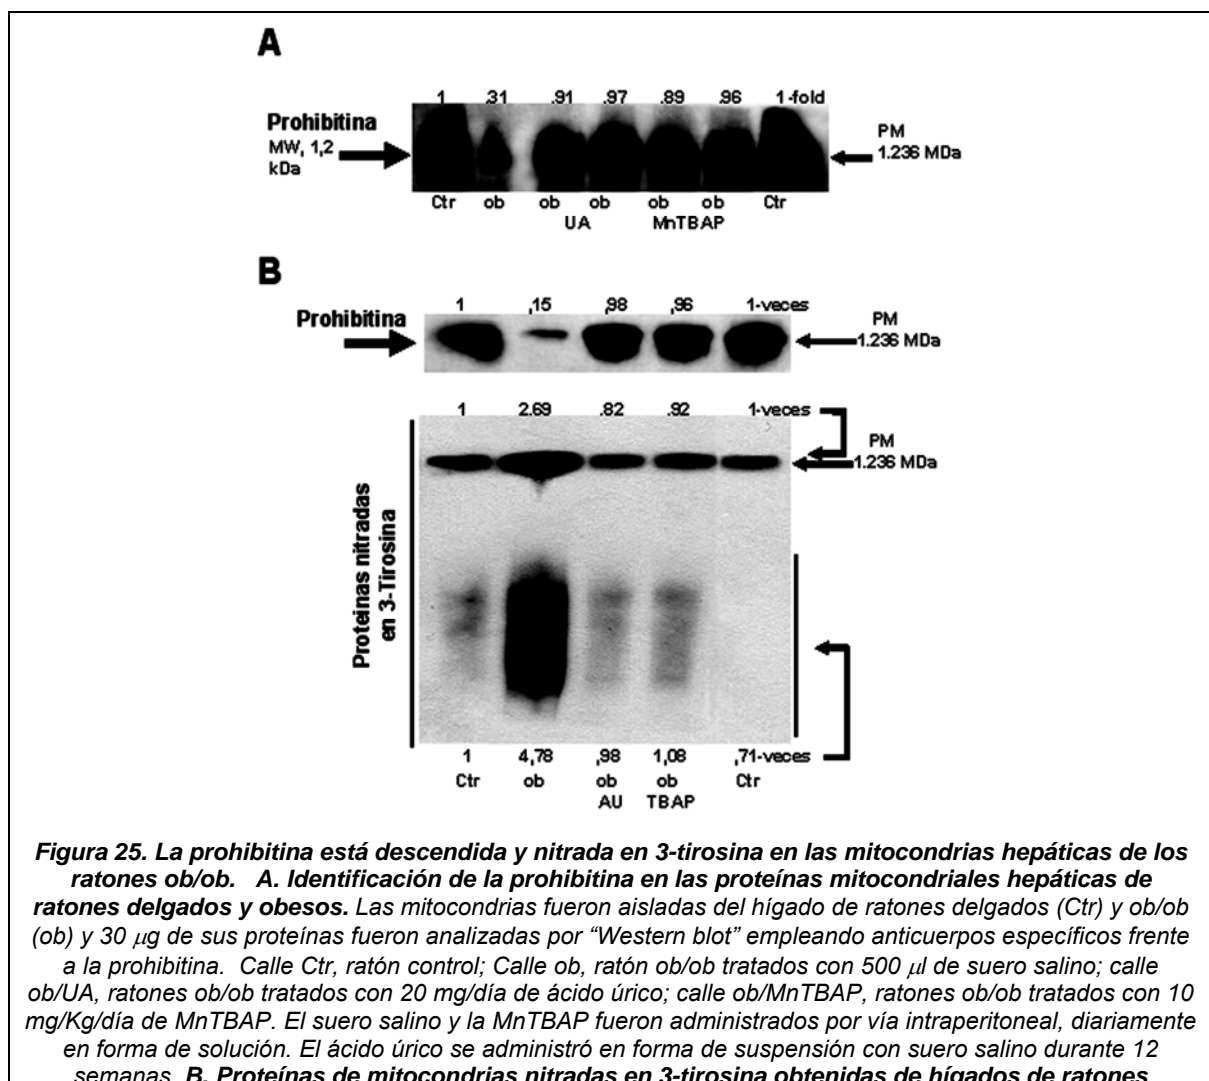 A
1 .31 .91 .97 .89 .96 1-fold
Prohibitina
MW, 1,2
kDa
PM
1.236 MDa
Ctr ob ob ob ob ob Ctr
UA MnTBAP
B
1 ,15 ,98 ,96 1-veces
Prohibitina
PM
1.236 MDa
1 2.69 .82 .92 1-veces
PM
1.236 MDa
Proteinas nitradas
en 3-Tirosina
1 4,78 ,98 1,08 ,71-veces
Ctr ob ob ob Ctr
AU TBAP
Figura 25. La prohibitina está descendida y nitrada en 3-tirosina en las mitocondrias hepáticas de los
ratones ob/ob. A. Identificación de la prohibitina en las proteínas mitocondriales hepáticas de
ratones delgados y obesos. Las mitocondrias fueron aisladas del hígado de ratones delgados (Ctr) y ob/ob
(ob) y 30 µg de sus proteínas fueron analizadas por “Western blot” empleando anticuerpos específicos frente
a la prohibitina. Calle Ctr, ratón control; Calle ob, ratón ob/ob tratados con 500 µl de suero salino; calle
ob/UA, ratones ob/ob tratados con 20 mg/día de ácido úrico; calle ob/MnTBAP, ratones ob/ob tratados con 10
mg/Kg/día de MnTBAP. El suero salino y la MnTBAP fueron administrados por vía intraperitoneal, diariamente
en forma de solución. El ácido úrico se administró en forma de suspensión con suero salino durante 12
semanas. B. Proteínas de mitocondrias nitradas en 3-tirosina obtenidas de hígados de ratones